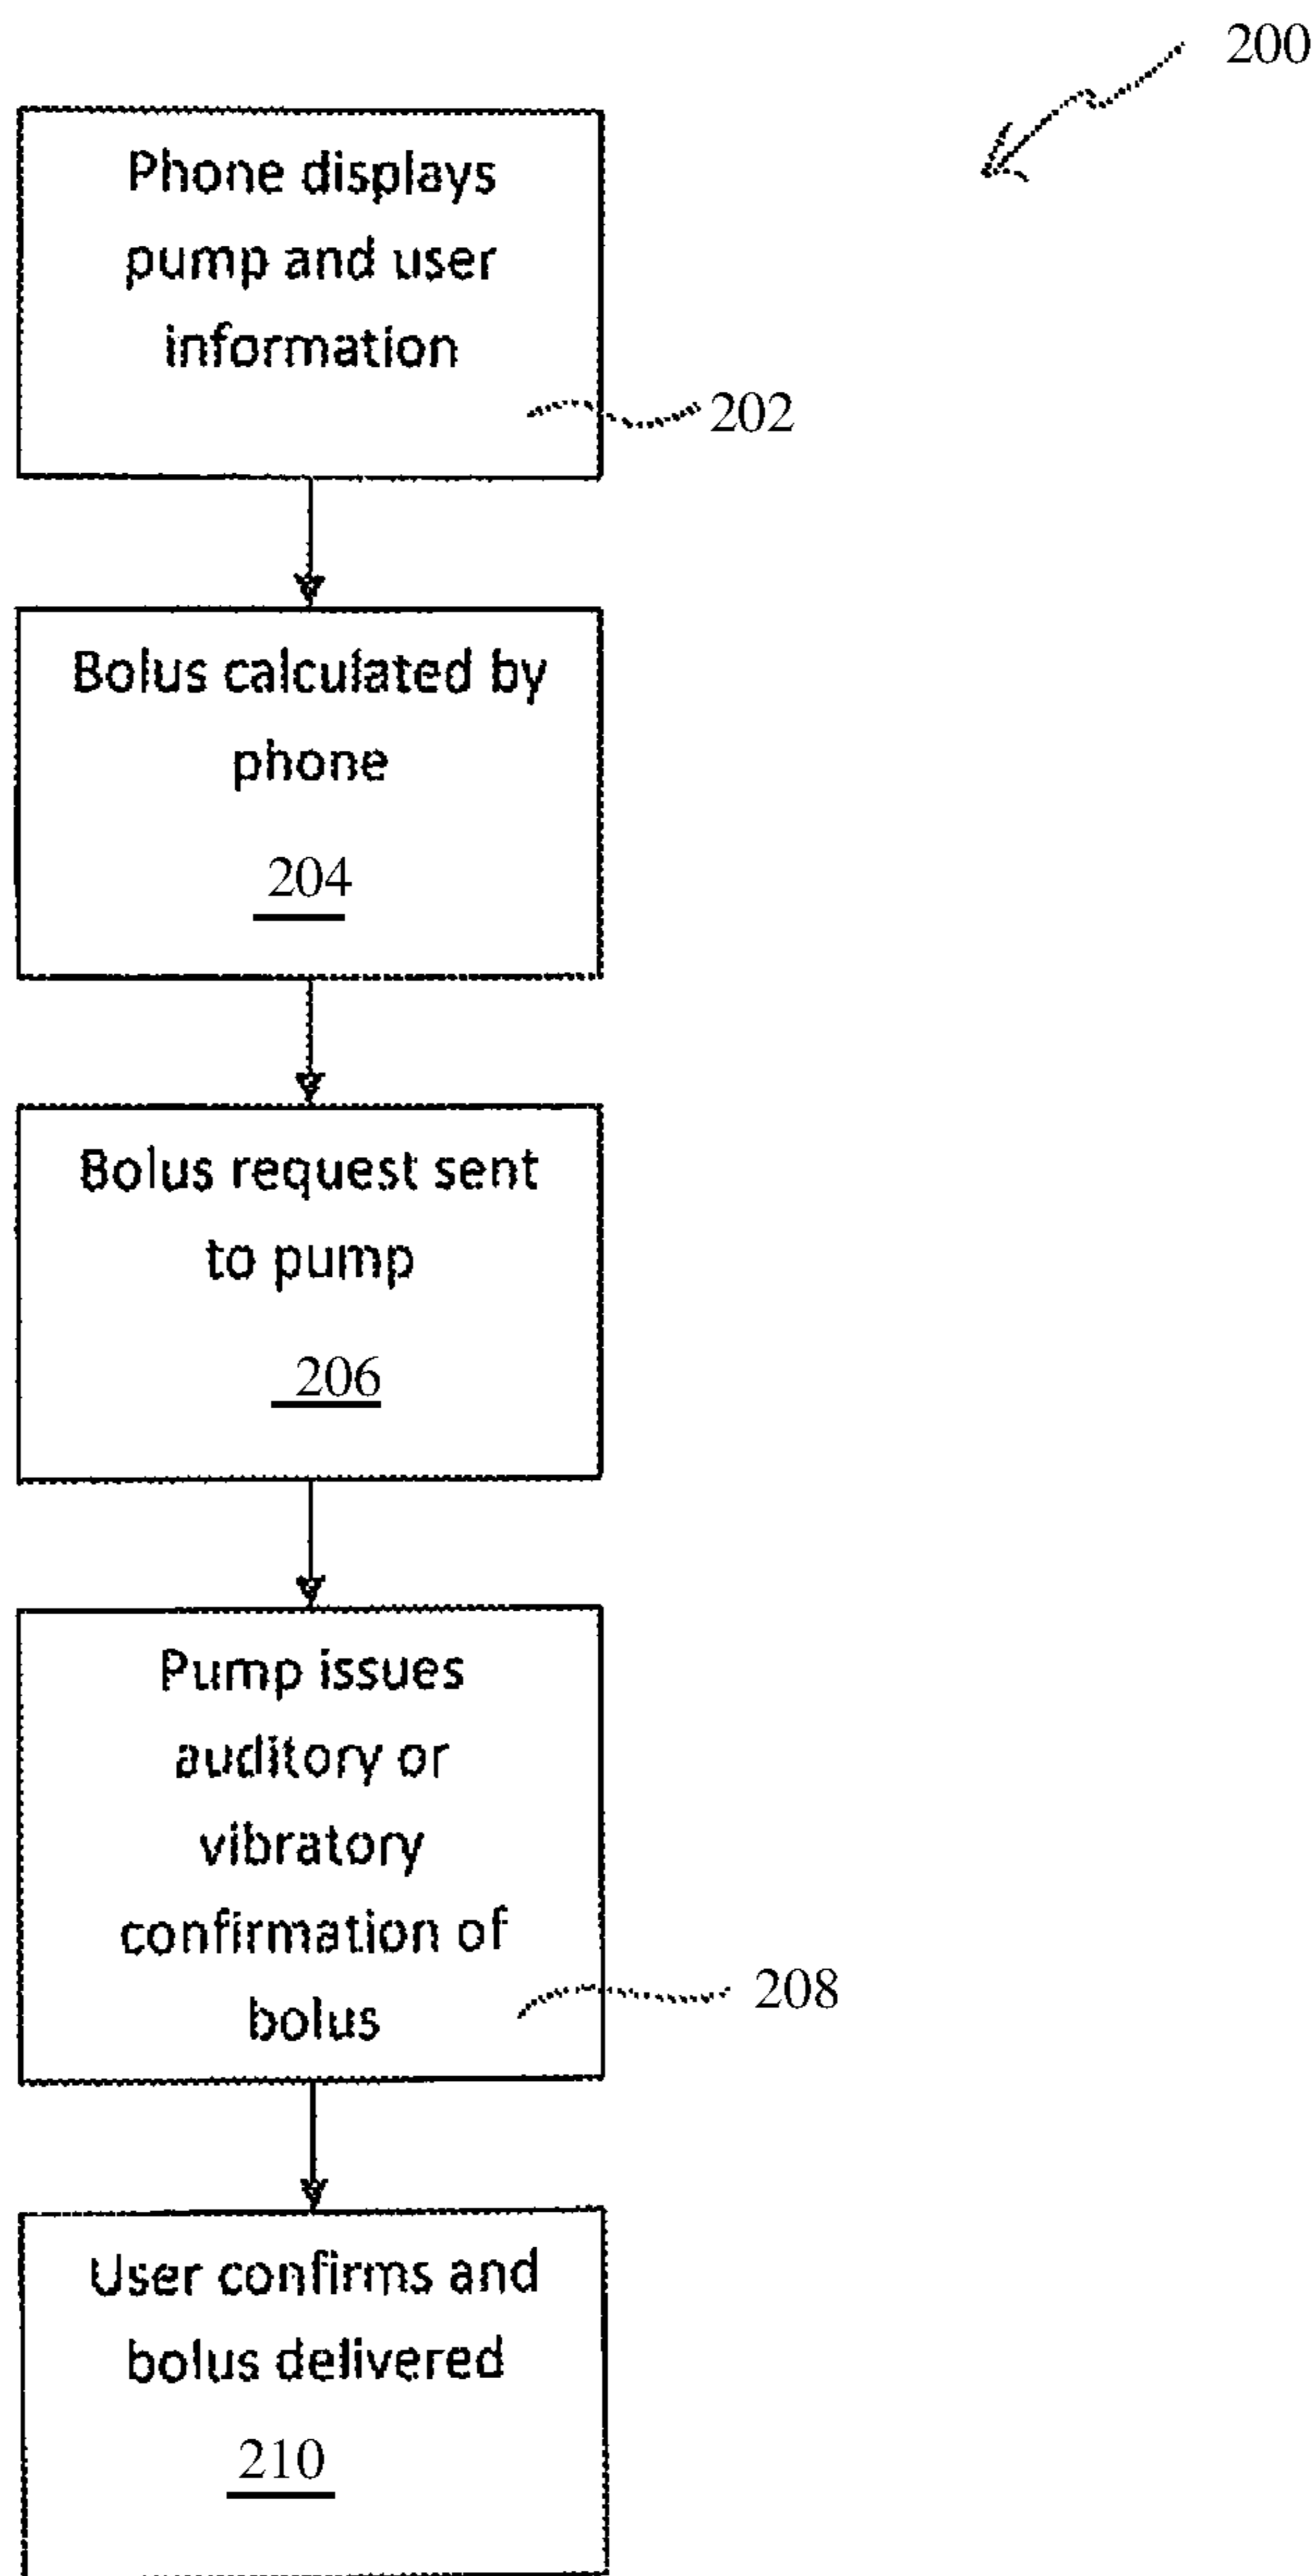 200
Phone displays
pump and user
information
202
Bolus calculated by
phone
204
Bolus request sent
to pump
206
Pump issues
auditory or
vibratory
confirmation of
bolus
208
User confirms and
bolus delivered
210